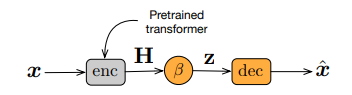 Pretrained
transformer
x enc H β z dec x̂